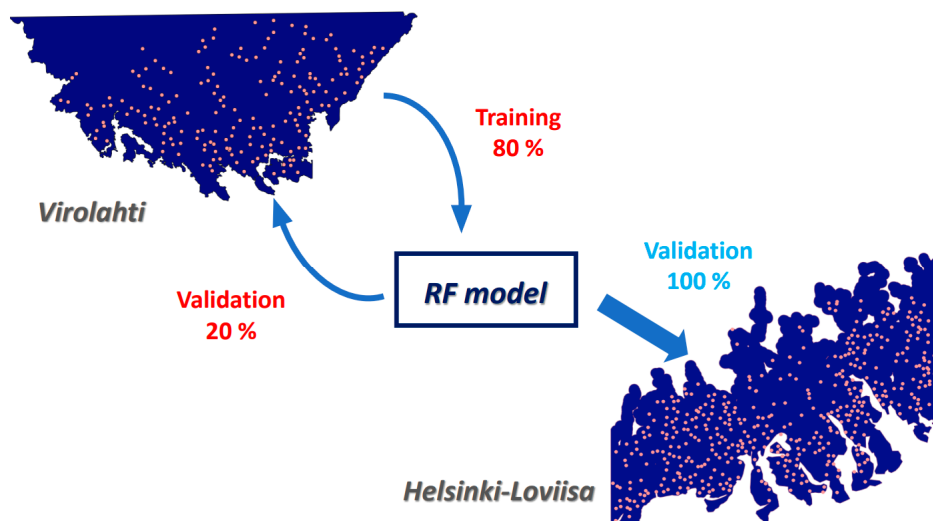 Training
80 %
Virolahti
Validation
100 %
RF model
Validation
20 %
Helsinki-Loviisa